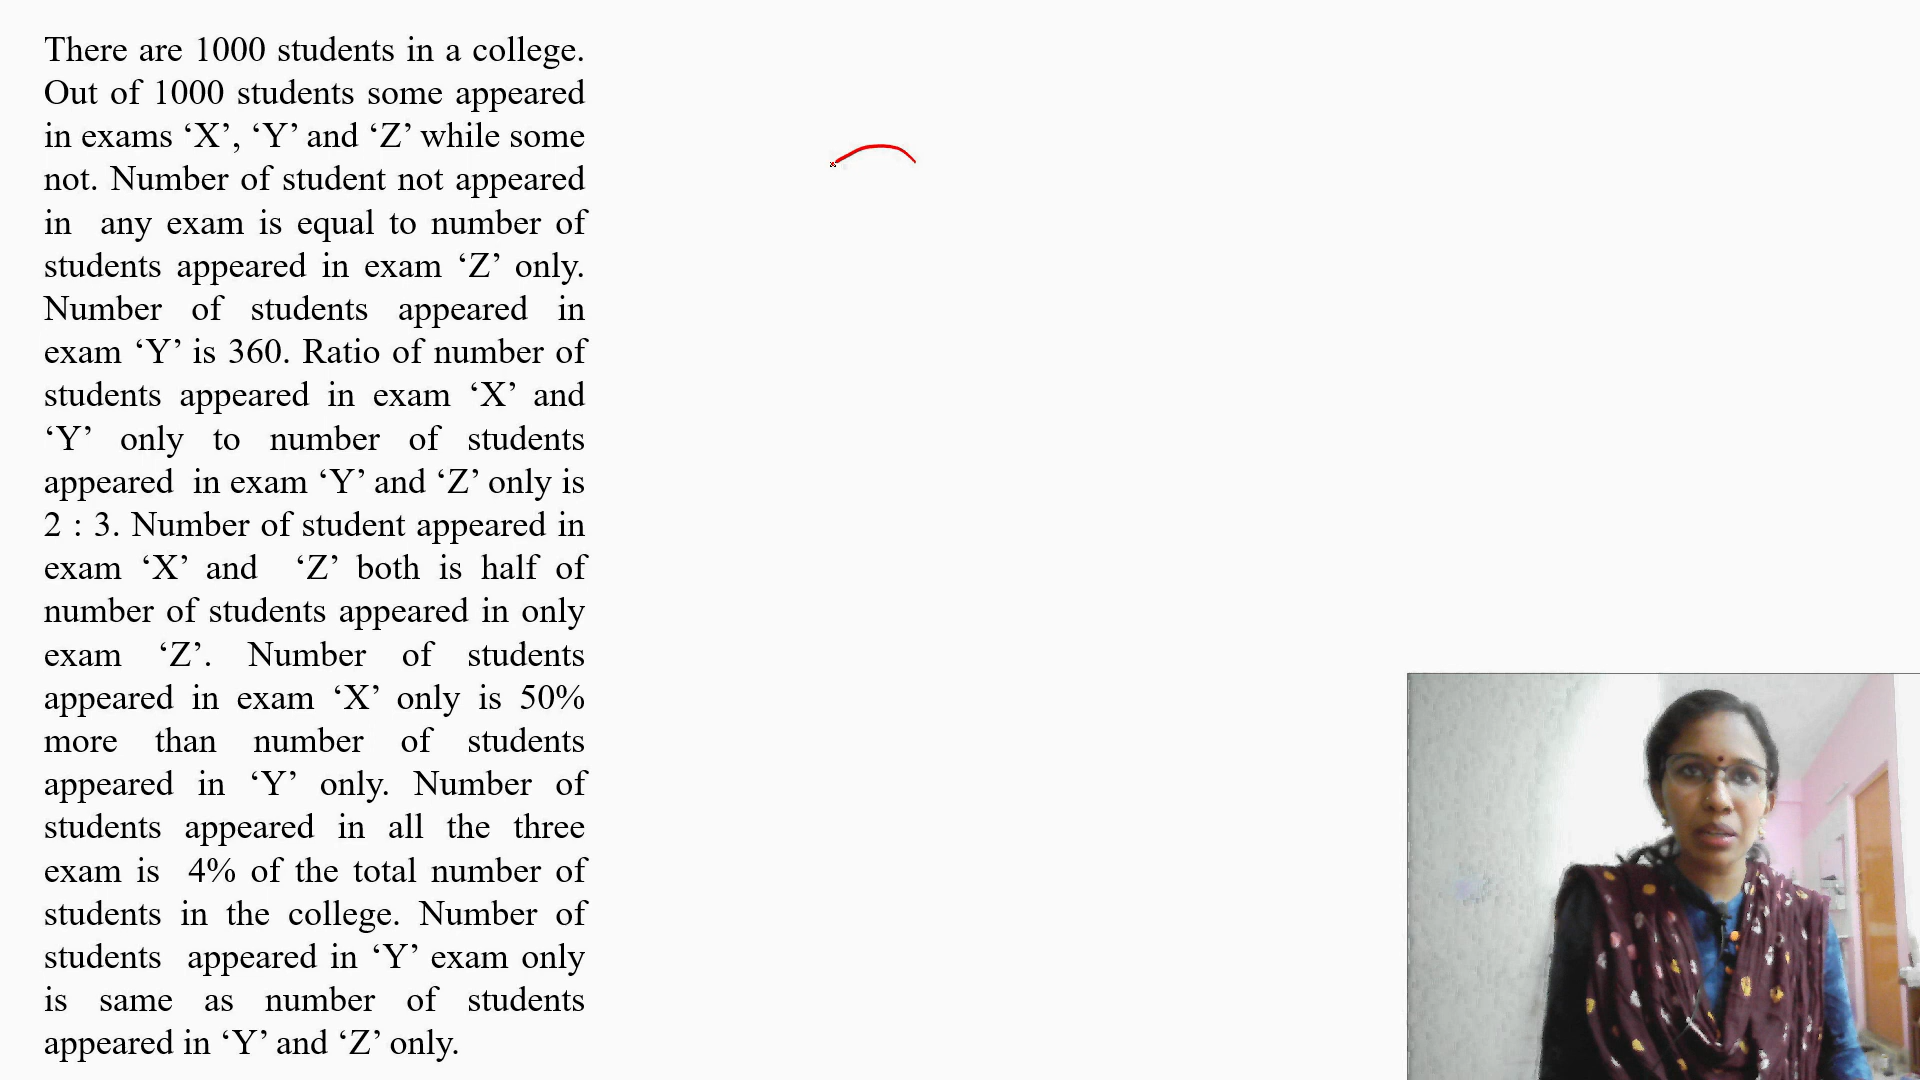 There are 1000 students in a college.
Out of 1000 students some appeared
in exams ‘X’, ‘Y’ and ‘Z’ while some
not. Number of student not appeared
in any exam is equal to number of
students appeared in exam ‘Z’ only.
Number of students appeared in
exam ‘Y’ is 360. Ratio of number of
students appeared in exam ‘X’ and
‘Y’ only to number of students
appeared in exam ‘Y’ and ‘Z’ only is
2 : 3. Number of student appeared in
exam ‘X’ and ‘Z’ both is half of
number of students appeared in only
exam ‘Z’. Number of students
appeared in exam ‘X’ only is 50%
more than number of students
appeared in ‘Y’ only. Number of
students appeared in all the three
exam is 4% of the total number of
students in the college. Number of
students appeared in ‘Y’ exam only
is same as number of students
appeared in ‘Y’ and ‘Z’ only.